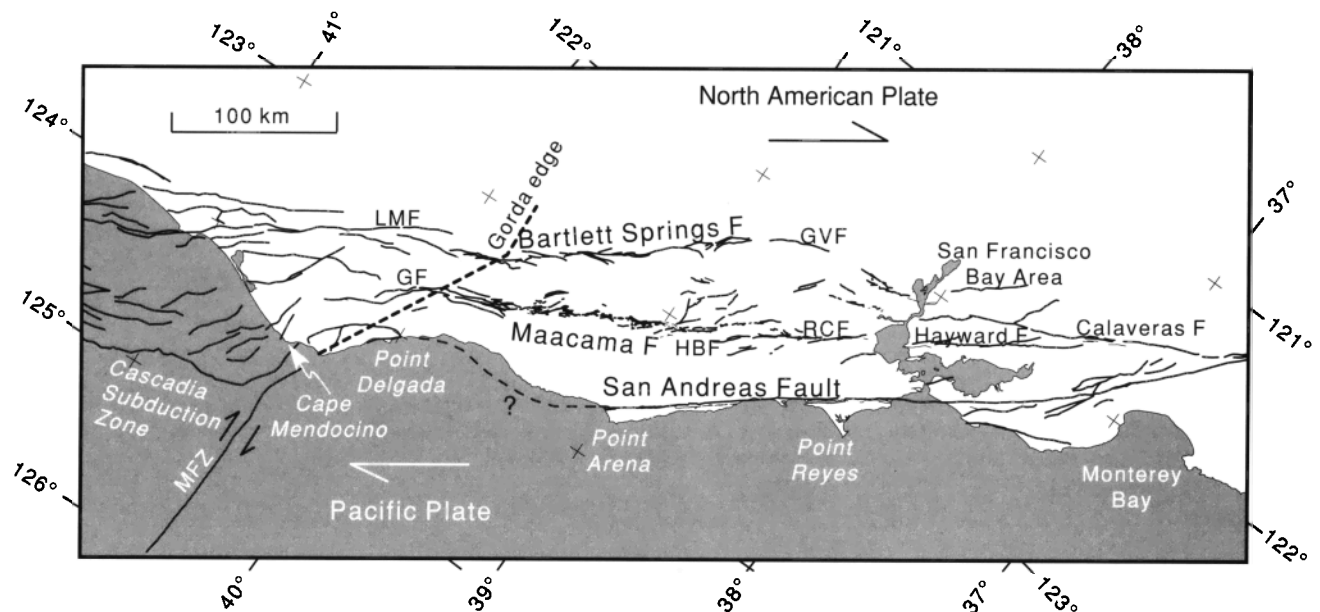 123°
41°
122°
121°
38°
124°
100 km
North American Plate
Gorda edge
37°
LMF
Bartlett Springs F
GVF
San Francisco
Bay Area
GF
125°
121°
Maacama F
HBF
RCF
Hayward F
Calaveras F
Point
Delgada
San Andreas Fault
Cascadia
Subduction
Zone
Cape
Mendocino
?
Point
Arena
Point
Reyes
Monterey
Bay
MFZ
126°
Pacific Plate
122°
40°
39°
38°
37°
123°